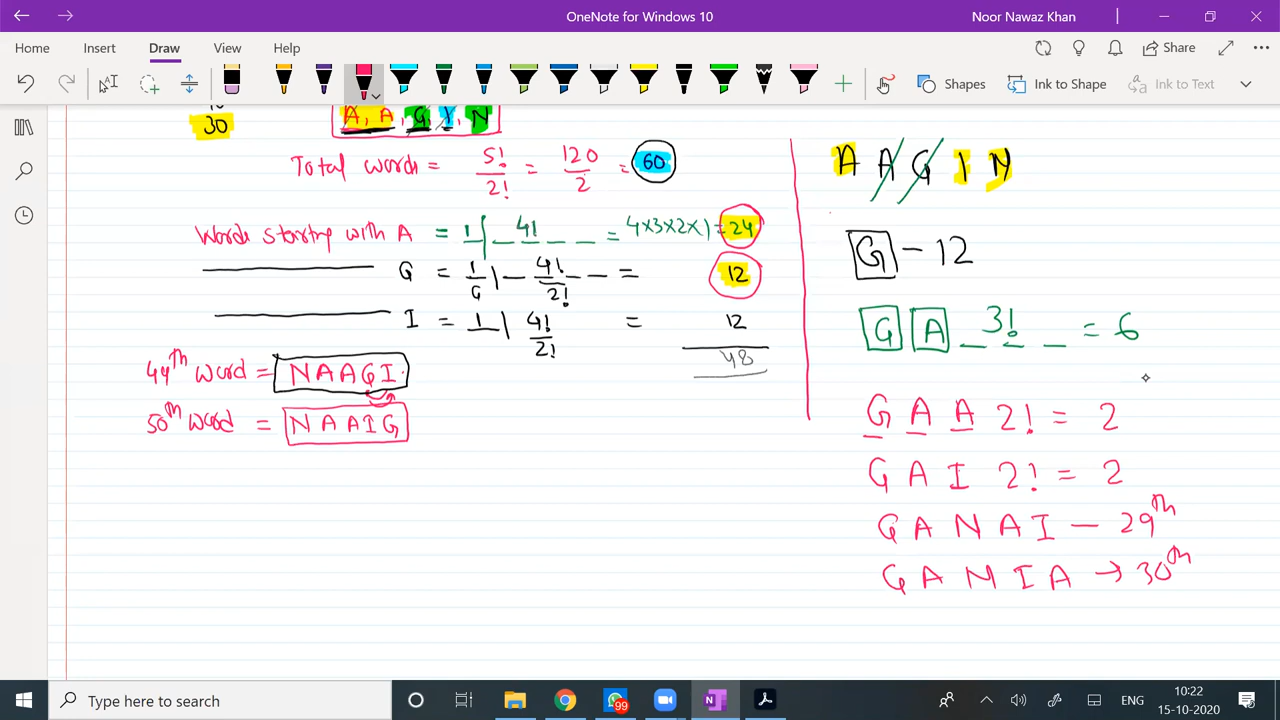 OneNote for Windows 10
Noor Nawaz Khan
Home Insert Draw View Help
Share
Shapes
Ink to Shape
Ink to Text
30
A, A, G, I, N
Total words = 5!/2! = 120/2 = 60
Words starting with A = 1 4! = 4x3x2x1 = 24
G = 1/G 4!/2! = 12
I = 1 4!/2! = 12
48
49th word = NAAGI
50th word = NAAIG
A A G I N
G - 12
G A 3! = 6
G A A 2! = 2
G A I 2! = 2
G A N A I - 29th
G A N I A → 30th
Type here to search
99
ENG
10:22
15-10-2020